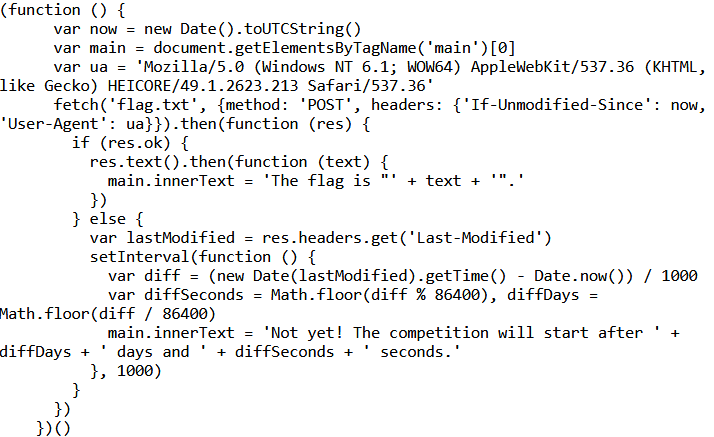 (function () {
var now = new Date().toUTCString()
var main = document.getElementsByTagName('main')[0]
var ua = 'Mozilla/5.0 (Windows NT 6.1; WOW64) AppleWebKit/537.36 (KHTML,
like Gecko) HEICORE/49.1.2623.213 Safari/537.36'
fetch('flag.txt', {method: 'POST', headers: {'If-Unmodified-Since': now,
'User-Agent': ua}}).then(function (res) {
if (res.ok) {
res.text().then(function (text) {
main.innerText = 'The flag is "' + text + '".'
})
} else {
var lastModified = res.headers.get('Last-Modified')
setInterval(function () {
var diff = (new Date(lastModified).getTime() - Date.now()) / 1000
var diffSeconds = Math.floor(diff % 86400), diffDays =
Math.floor(diff / 86400)
main.innerText = 'Not yet! The competition will start after ' +
diffDays + ' days and ' + diffSeconds + ' seconds.'
}, 1000)
}
})
})()